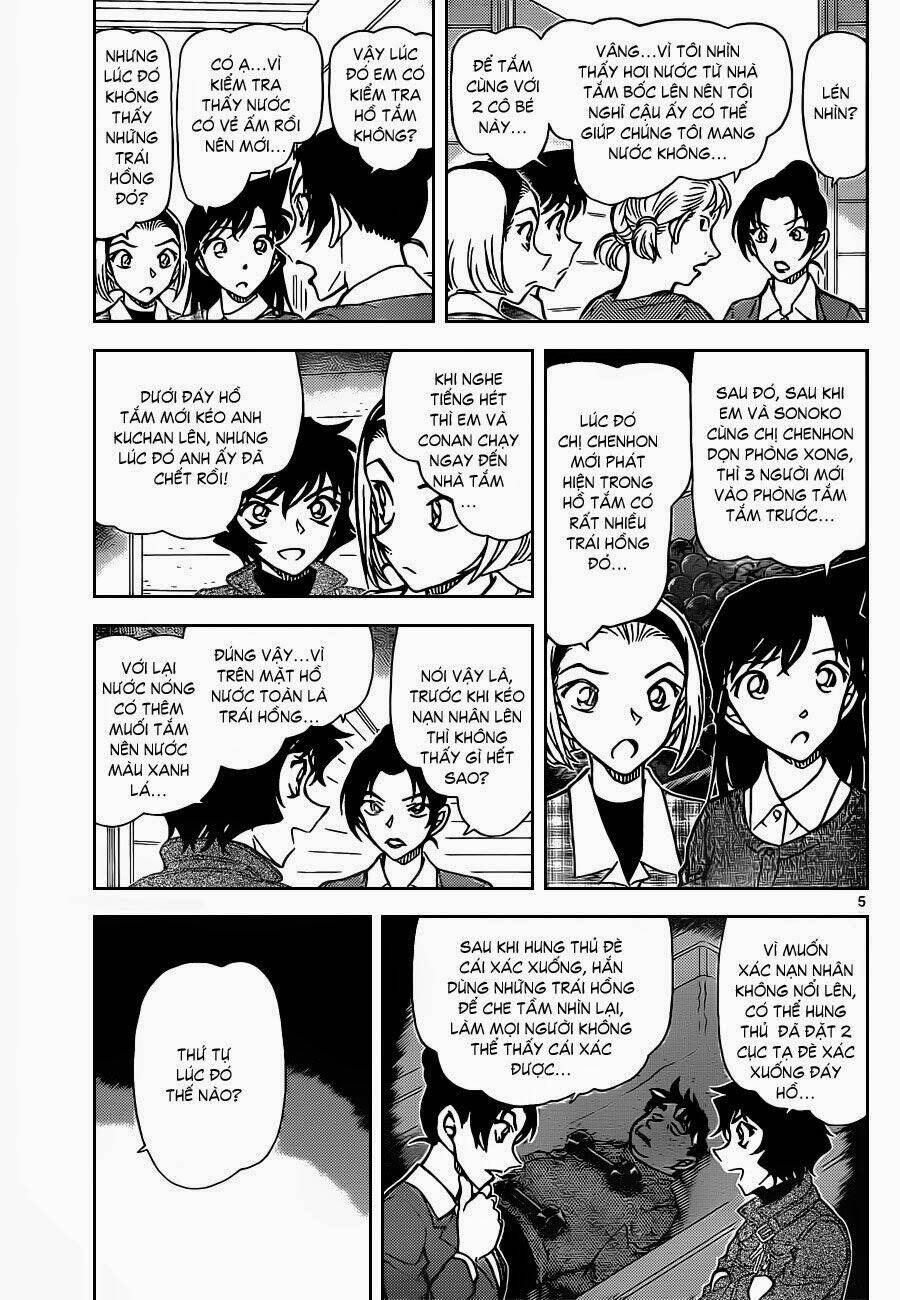 LÉN
NHÌN?
VÂNG...VÌ TÔI NHÌN
THẤY HƠI NƯỚC TỪ NHÀ
TẮM BỐC LÊN NÊN TÔI
NGHĨ CẬU ẤY CÓ THỂ
GIÚP CHÚNG TÔI MANG
NƯỚC KHÔNG...
ĐỂ TẮM
CÙNG VỚI
2 CÔ BÉ
NÀY...
VẬY LÚC
ĐÓ EM CÓ
KIỂM TRA
HỒ TẮM
KHÔNG?
CÓ Ạ...VÌ
KIỂM TRA
THẤY NƯỚC
CÓ VẺ ẤM RỒI
NÊN MỚI...
NHƯNG
LÚC ĐÓ
KHÔNG
THẤY
NHỮNG
TRÁI
HỒNG
ĐÓ?
SAU ĐÓ, SAU KHI
EM VÀ SONOKO
CÙNG CHỊ CHENHON
DỌN PHÒNG XONG,
THÌ 3 NGƯỜI MỚI
VÀO PHÒNG TẮM
TẮM TRƯỚC...
LÚC ĐÓ
CHỊ CHENHON
MỚI PHÁT
HIỆN TRONG
HỒ TẮM CÓ
RẤT NHIỀU
TRÁI HỒNG
ĐÓ...
KHI NGHE
TIẾNG HÉT
THÌ EM VÀ
CONAN CHẠY
NGAY ĐẾN
NHÀ TẮM
...
DƯỚI ĐÁY HỒ
TẮM MỚI KÉO ANH
KUCHAN LÊN, NHƯNG
LÚC ĐÓ ANH ẤY ĐÃ
CHẾT RỒI!
NÓI VẬY LÀ,
TRƯỚC KHI KÉO
NẠN NHÂN LÊN
THÌ KHÔNG
THẤY GÌ HẾT
SAO?
ĐÚNG VẬY...VÌ
TRÊN MẶT HỒ
NƯỚC TOÀN LÀ
TRÁI HỒNG...
VỚI LẠI
NƯỚC NÓNG
CÓ THÊM
MUỐI TẮM
NÊN NƯỚC
MÀU XANH
LÁ...
5
VÌ MUỐN
XÁC NẠN NHÂN
KHÔNG NỔI LÊN,
CÓ THỂ HUNG
THỦ ĐÃ ĐẶT 2
CỤC TẠ ĐÈ XÁC
XUỐNG ĐÁY
HỒ...
SAU KHI HUNG THỦ ĐÈ
CÁI XÁC XUỐNG, HẮN
DÙNG NHỮNG TRÁI HỒNG
ĐỂ CHE TẦM NHÌN LẠI,
LÀM MỌI NGƯỜI KHÔNG
THỂ THẤY CÁI XÁC
ĐƯỢC...
THỨ TỰ
LÚC ĐÓ
THẾ NÀO?